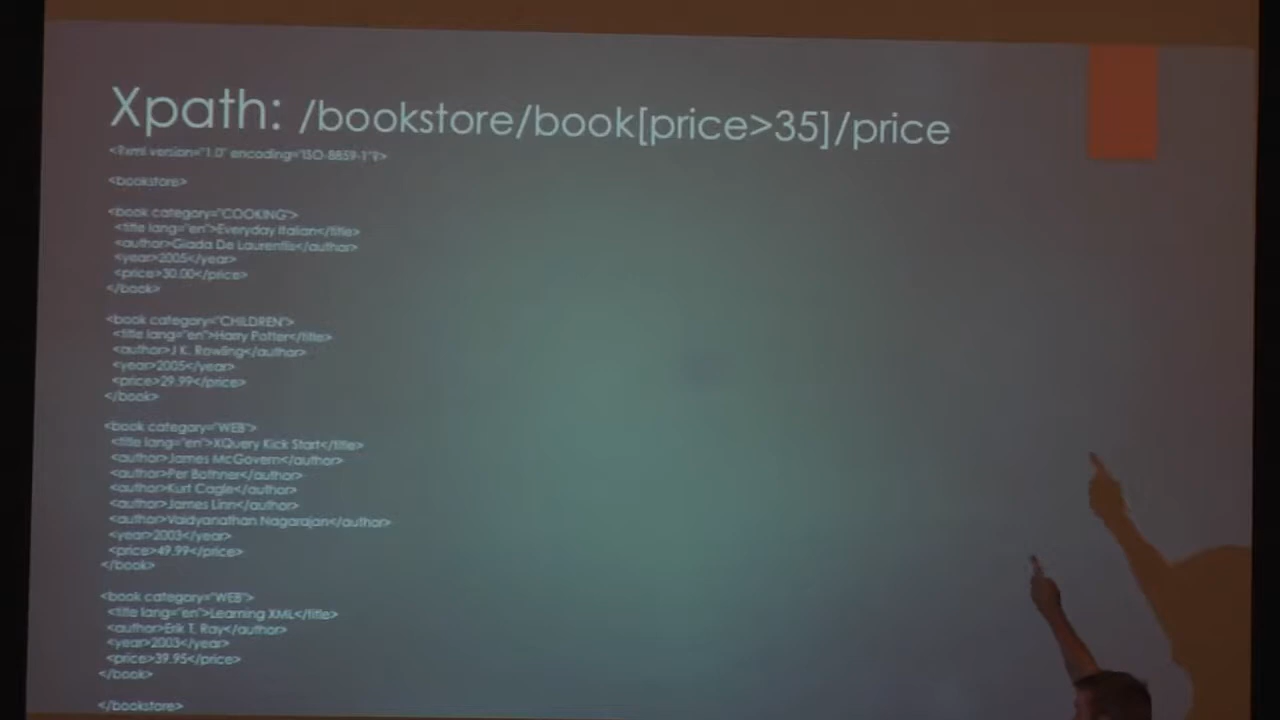 Xpath: /bookstore/book[price>35]/price
<?xml version="1.0" encoding="ISO-8859-1"?>
<bookstore>
<book category="COOKING">
<title lang="en">Everyday Italian</title>
<author>Giada De Laurentiis</author>
<year>2005</year>
<price>30.00</price>
</book>
<book category="CHILDREN">
<title lang="en">Harry Potter</title>
<author>J K. Rowling</author>
<year>2005</year>
<price>29.99</price>
</book>
<book category="WEB">
<title lang="en">XQuery Kick Start</title>
<author>James McGovern</author>
<author>Per Bothner</author>
<author>Kurt Cagle</author>
<author>James Linn</author>
<author>Vaidyanathan Nagarajan</author>
<year>2003</year>
<price>49.99</price>
</book>
<book category="WEB">
<title lang="en">Learning XML</title>
<author>Erik T. Ray</author>
<year>2003</year>
<price>39.95</price>
</book>
</bookstore>